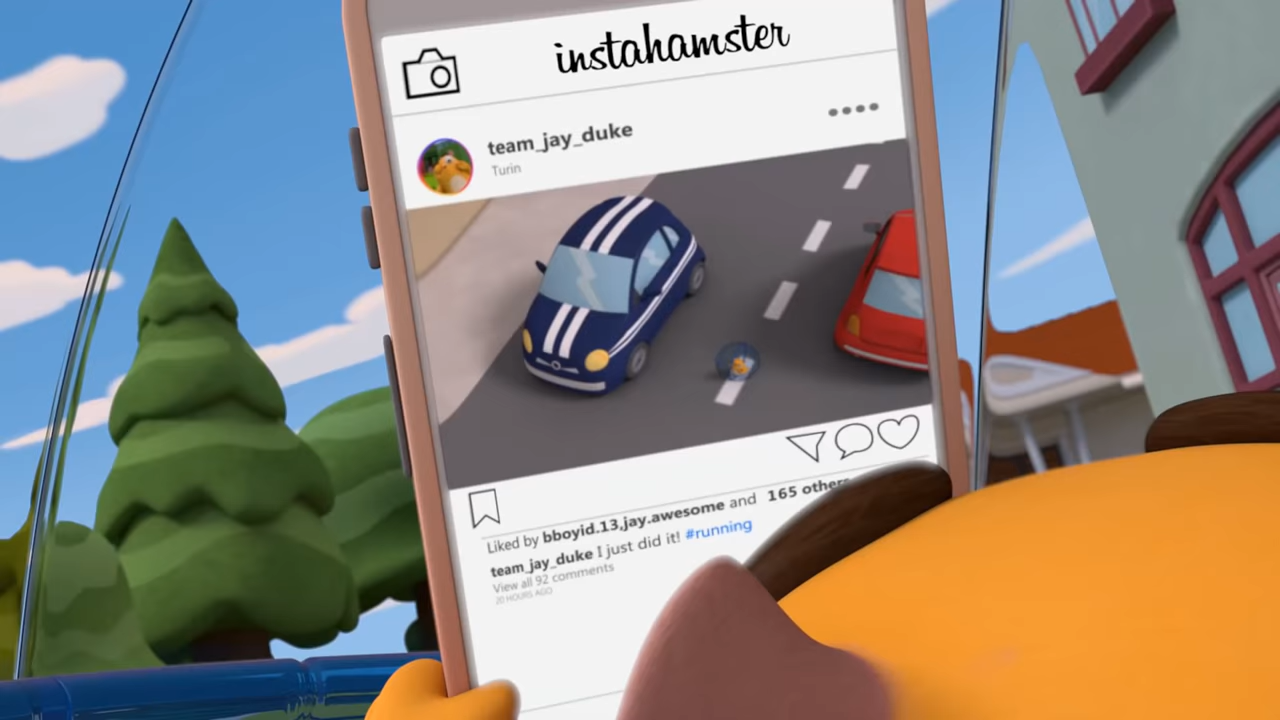 instahamster
team_jay_duke
Turin
Liked by bboyid.13,jay.awesome and 165 others
team_jay_duke I just did it! #running
View all 92 comments
20 HOURS AGO